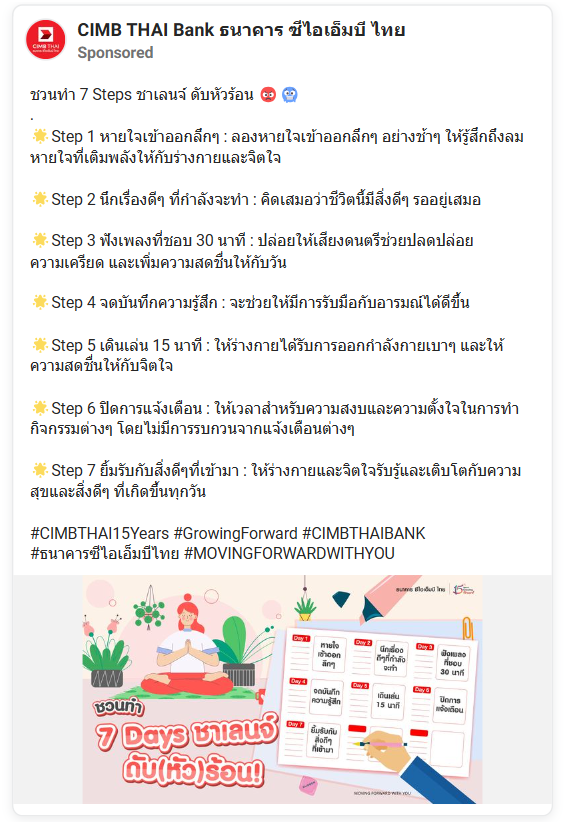 CIMB THAI Bank ธนาคาร ซีไอเอ็มบี ไทย
Sponsored
CIMB THAI
ชวนทำ 7 Steps ชาเลนจ์ ดับหัวร้อน
.
Step 1 หายใจเข้าออกลึกๆ : ลองหายใจเข้าออกลึกๆ อย่างช้าๆ ให้รู้สึกถึงลม
หายใจที่เติมพลังให้กับร่างกายและจิตใจ
Step 2 นึกเรื่องดีๆ ที่กำลังจะทำ : คิดเสมอว่าชีวิตนี้มีสิ่งดีๆ รออยู่เสมอ
Step 3 ฟังเพลงที่ชอบ 30 นาที : ปล่อยให้เสียงดนตรีช่วยปลดปล่อย
ความเครียด และเพิ่มความสดชื่นให้กับวัน
Step 4 จดบันทึกความรู้สึก : จะช่วยให้มีการรับมือกับอารมณ์ได้ดีขึ้น
Step 5 เดินเล่น 15 นาที : ให้ร่างกายได้รับการออกกำลังกายเบาๆ และให้
ความสดชื่นให้กับจิตใจ
Step 6 ปิดการแจ้งเตือน : ให้เวลาสำหรับความสงบและความตั้งใจในการทำ
กิจกรรมต่างๆ โดยไม่มีการรบกวนจากแจ้งเตือนต่างๆ
Step 7 ยิ้มรับกับสิ่งดีๆที่เข้ามา : ให้ร่างกายและจิตใจรับรู้และเติบโตกับความ
สุขและสิ่งดีๆ ที่เกิดขึ้นทุกวัน
#CIMBTHAI15Years #GrowingForward #CIMBTHAIBANK
#ธนาคารซีไอเอ็มบีไทย #MOVINGFORWARDWITHYOU
ธนาคาร ซีไอเอ็มบี ไทย
Day 1
หายใจ
เข้าออก
ลึกๆ
Day 2
นึกเรื่อง
ดีๆที่กำลัง
จะทำ
Day 3
ฟังเพลง
ที่ชอบ
30 นาที
Day 4
จดบันทึก
ความรู้สึก
Day 5
เดินเล่น
15 นาที
Day 6
ปิดการ
แจ้งเตือน
Day 7
ยิ้มรับกับ
สิ่งดีๆ
ที่เข้ามา
ชวนทำ
7 Days ชาเลนจ์
ดับ(หัว)ร้อน!
MOVING FORWARD WITH YOU